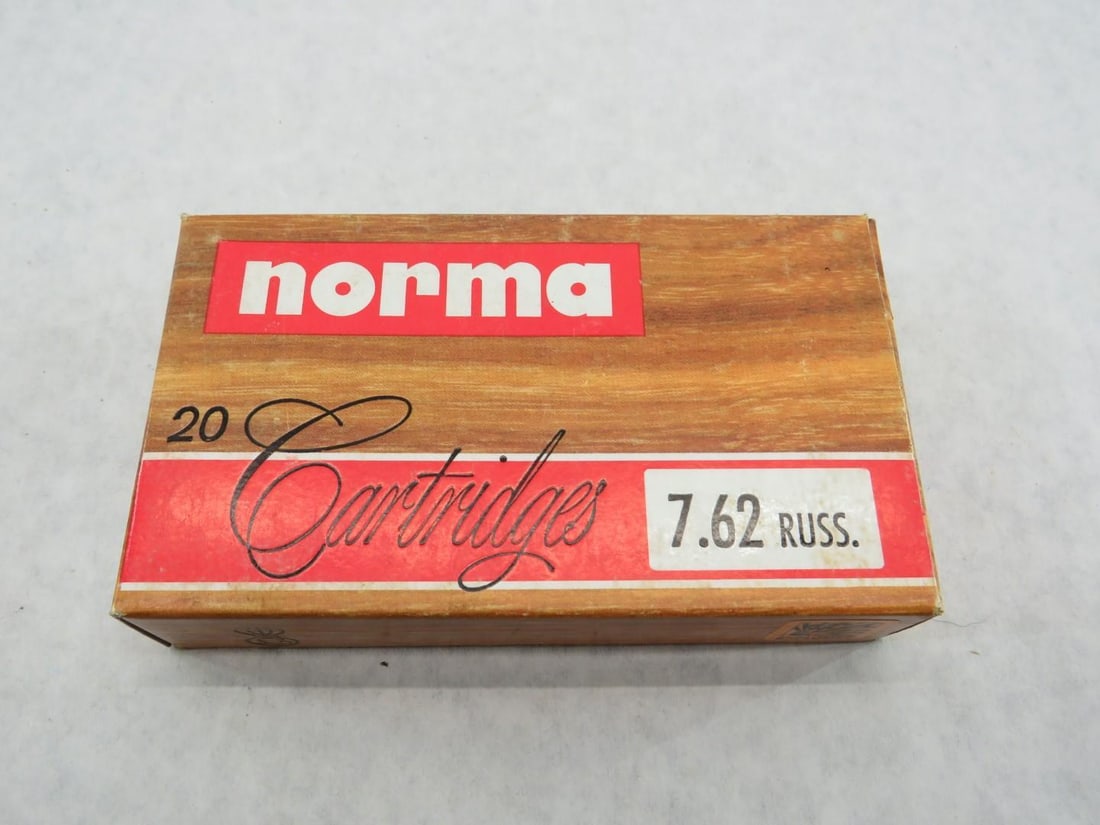 norma
20 Cartridges
7.62 RUSS.